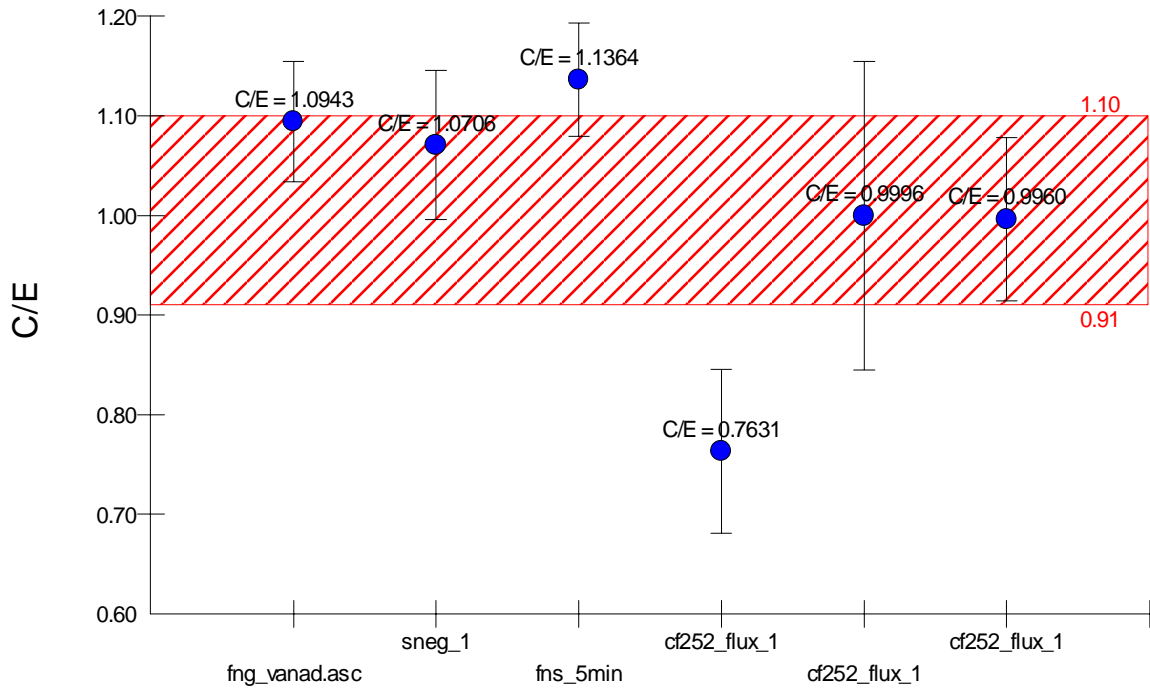 1.20
C/E = 1.1364
C/E = 1.0943
1.10
1.10
C/E = 1.0706
C/E
1.00
C/E = 0.9996
C/E = 0.9960
0.90
0.91
0.80
C/E = 0.7631
0.70
0.60
sneg_1
cf252_flux_1
cf252_flux_1
fng_vanad.asc
fns_5min
cf252_flux_1